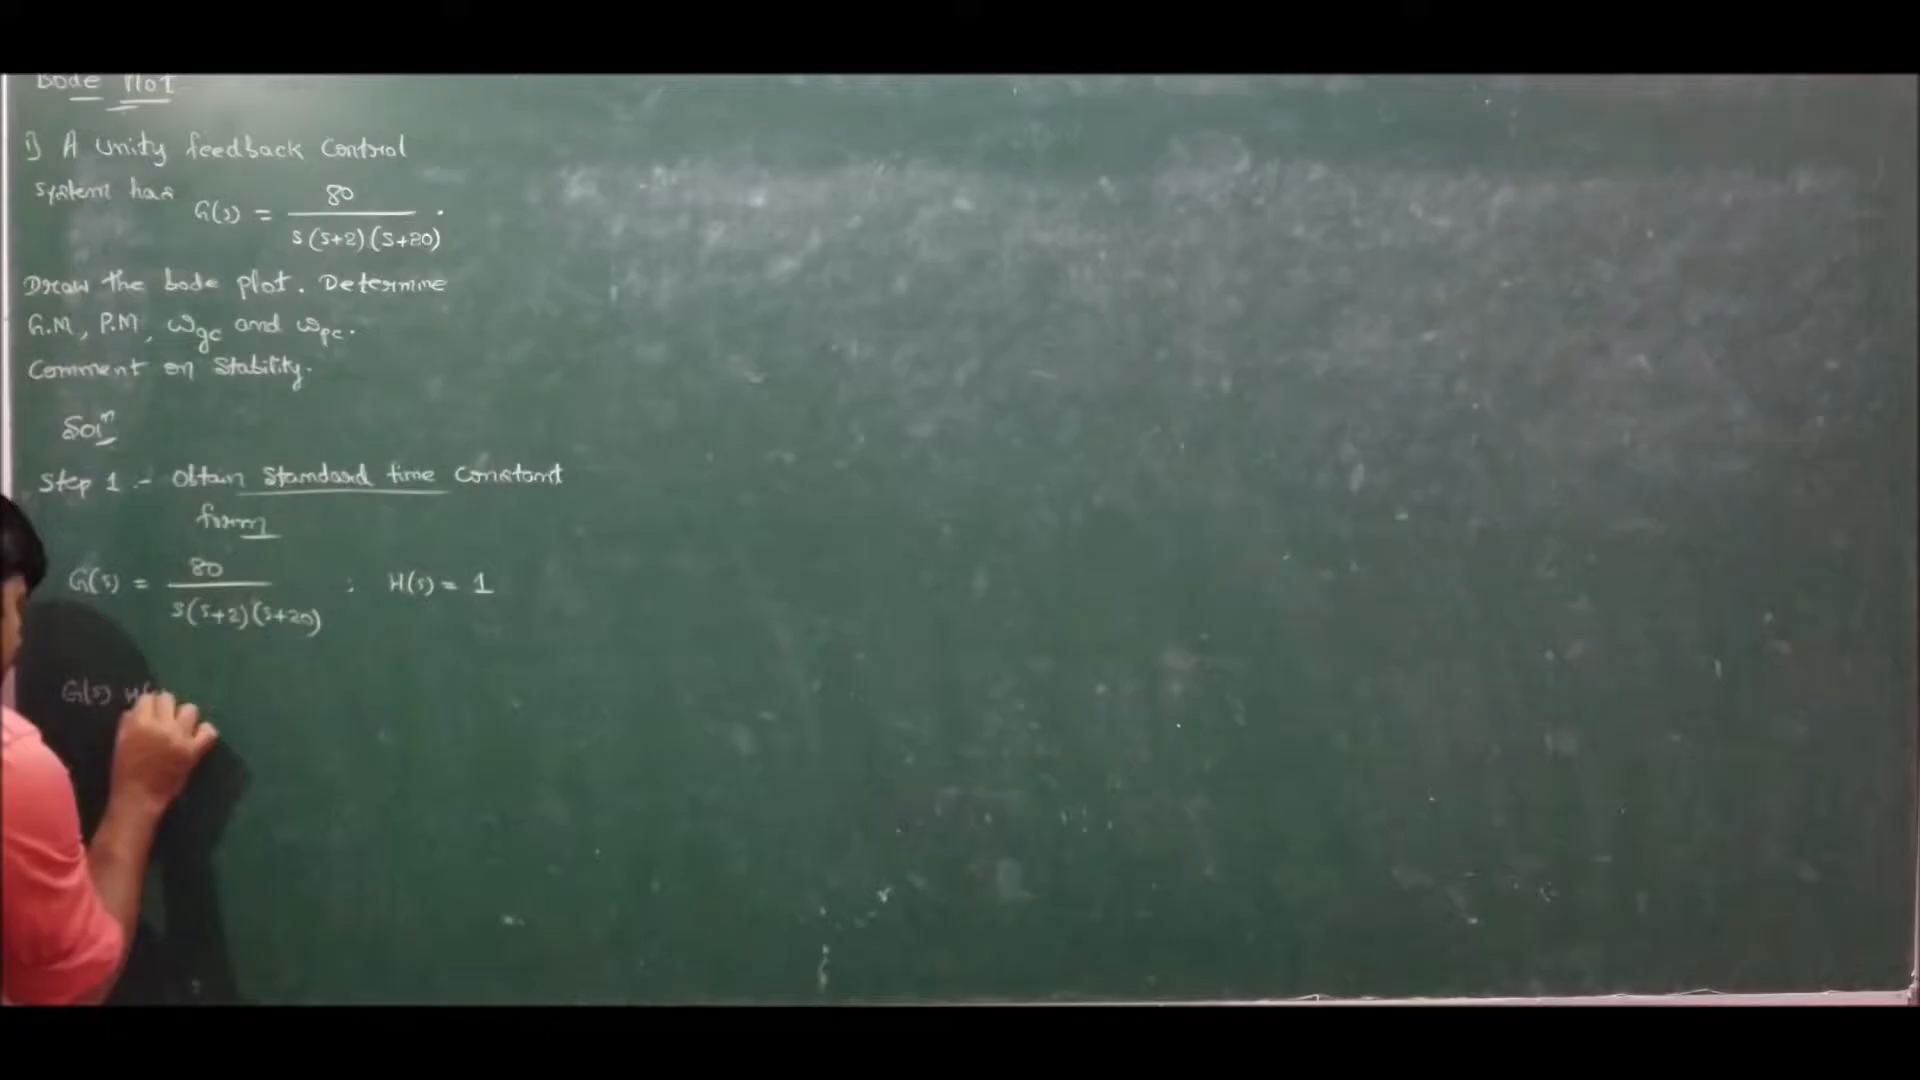 Bode Plot
1) A unity feedback control
system has G(s) = 80 / s(s+2)(s+20) .
Draw the bode plot. Determine
G.M, P.M, ωgc and ωpc.
Comment on Stability.
Solⁿ
Step 1 :- Obtain Standard time Constant
form
G(s) = 80 / s(s+2)(s+20) ; H(s) = 1
G(s) H(